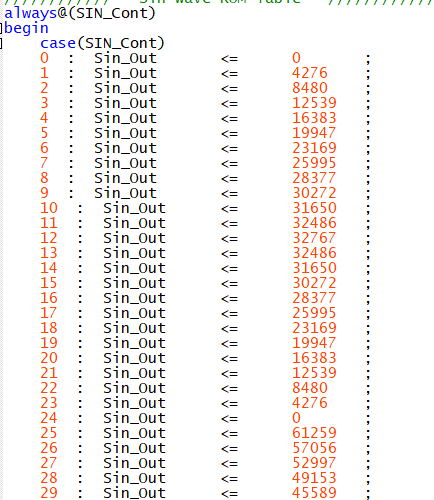 //////////// Sin Wave ROM Table ////////////
always@(SIN_Cont)
begin
case(SIN_Cont)
0 : Sin_Out <= 0 ;
1 : Sin_Out <= 4276 ;
2 : Sin_Out <= 8480 ;
3 : Sin_Out <= 12539 ;
4 : Sin_Out <= 16383 ;
5 : Sin_Out <= 19947 ;
6 : Sin_Out <= 23169 ;
7 : Sin_Out <= 25995 ;
8 : Sin_Out <= 28377 ;
9 : Sin_Out <= 30272 ;
10 : Sin_Out <= 31650 ;
11 : Sin_Out <= 32486 ;
12 : Sin_Out <= 32767 ;
13 : Sin_Out <= 32486 ;
14 : Sin_Out <= 31650 ;
15 : Sin_Out <= 30272 ;
16 : Sin_Out <= 28377 ;
17 : Sin_Out <= 25995 ;
18 : Sin_Out <= 23169 ;
19 : Sin_Out <= 19947 ;
20 : Sin_Out <= 16383 ;
21 : Sin_Out <= 12539 ;
22 : Sin_Out <= 8480 ;
23 : Sin_Out <= 4276 ;
24 : Sin_Out <= 0 ;
25 : Sin_Out <= 61259 ;
26 : Sin_Out <= 57056 ;
27 : Sin_Out <= 52997 ;
28 : Sin_Out <= 49153 ;
29 : Sin_Out <= 45589 ;